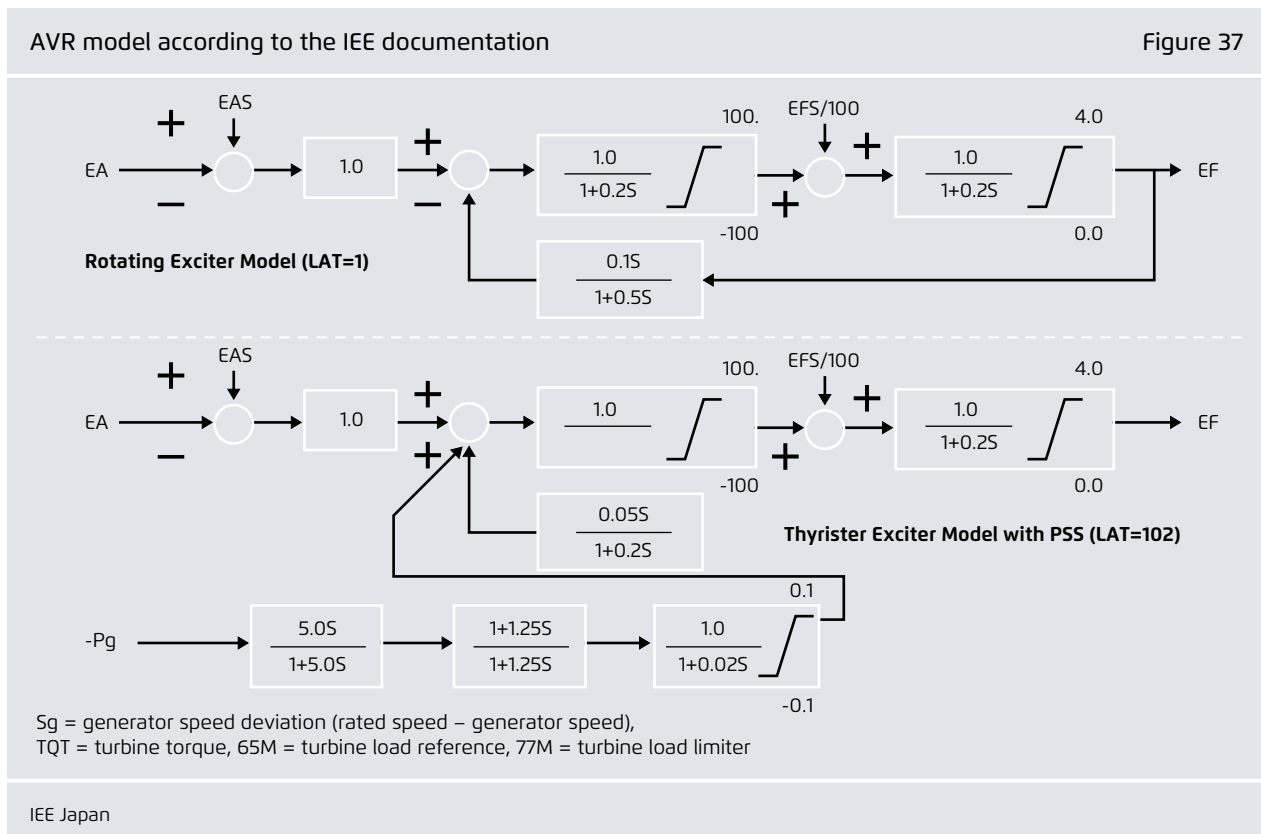 AVR model according to the IEE documentation
Figure 37
EAS
EFS/100
100.
4.0
+
+
+
EA
1.0
1.0
1+0.2S
1.0
1+0.2S
EF
−
−
+
-100
0.0
Rotating Exciter Model (LAT=1)
0.1S
1+0.5S
EAS
EFS/100
100.
4.0
+
+
+
EA
1.0
1.0
1.0
1+0.2S
EF
−
+
+
-100
0.0
0.05S
1+0.2S
Thyrister Exciter Model with PSS (LAT=102)
0.1
-Pg
5.0S
1+5.0S
1+1.25S
1+1.25S
1.0
1+0.02S
-0.1
Sg = generator speed deviation (rated speed – generator speed),
TQT = turbine torque, 65M = turbine load reference, 77M = turbine load limiter
IEE Japan